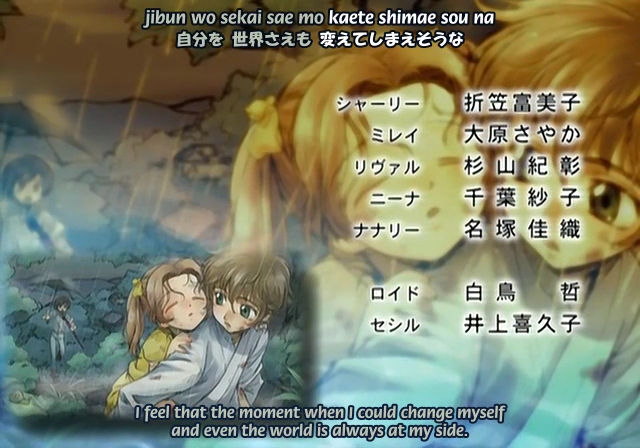 jibun wo sekai sae mo kaete shimae sou na
自分を 世界さえも 変えてしまえそうな
シャーリー 折笠富美子
ミレイ 大原さやか
リヴァル 杉山紀彰
ニーナ 千葉紗子
ナナリー 名塚佳織
ロイド 白鳥 哲
セシル 井上喜久子
I feel that the moment when I could change myself
and even the world is always at my side.